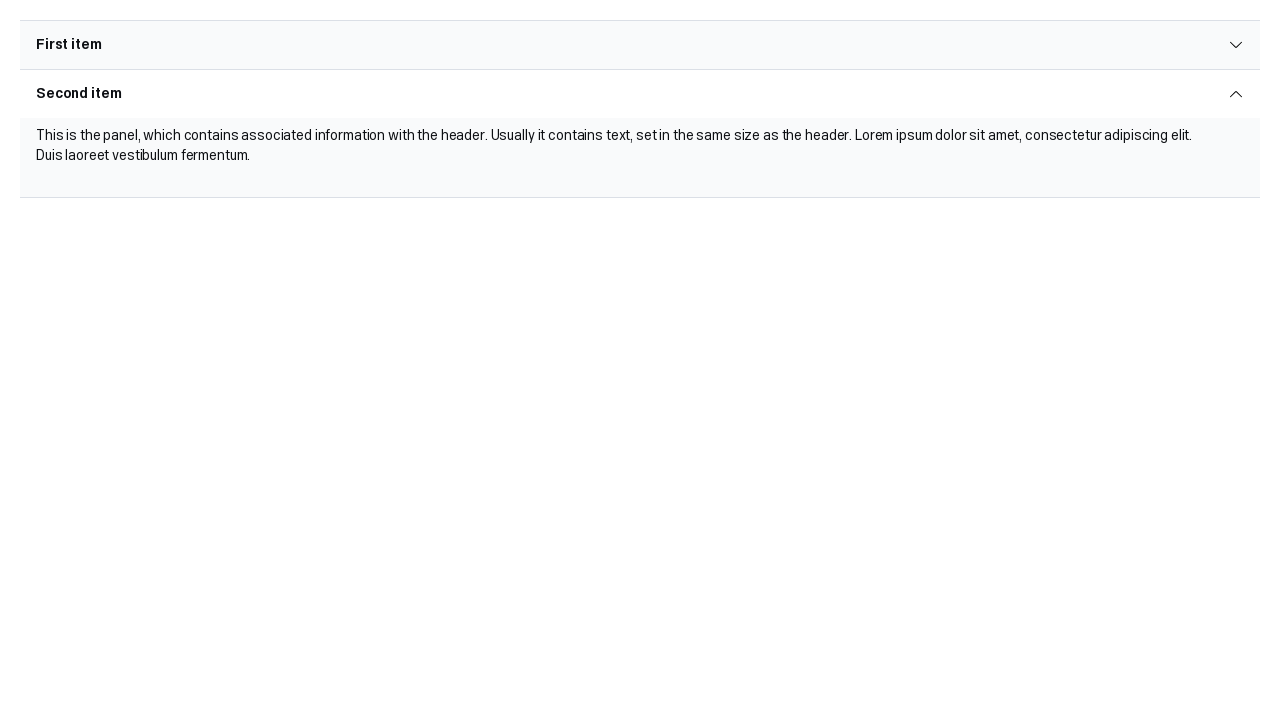 First item
Second item
This is the panel, which contains associated information with the header. Usually it contains text, set in the same size as the header. Lorem ipsum dolor sit amet, consectetur adipiscing elit.
Duis laoreet vestibulum fermentum.